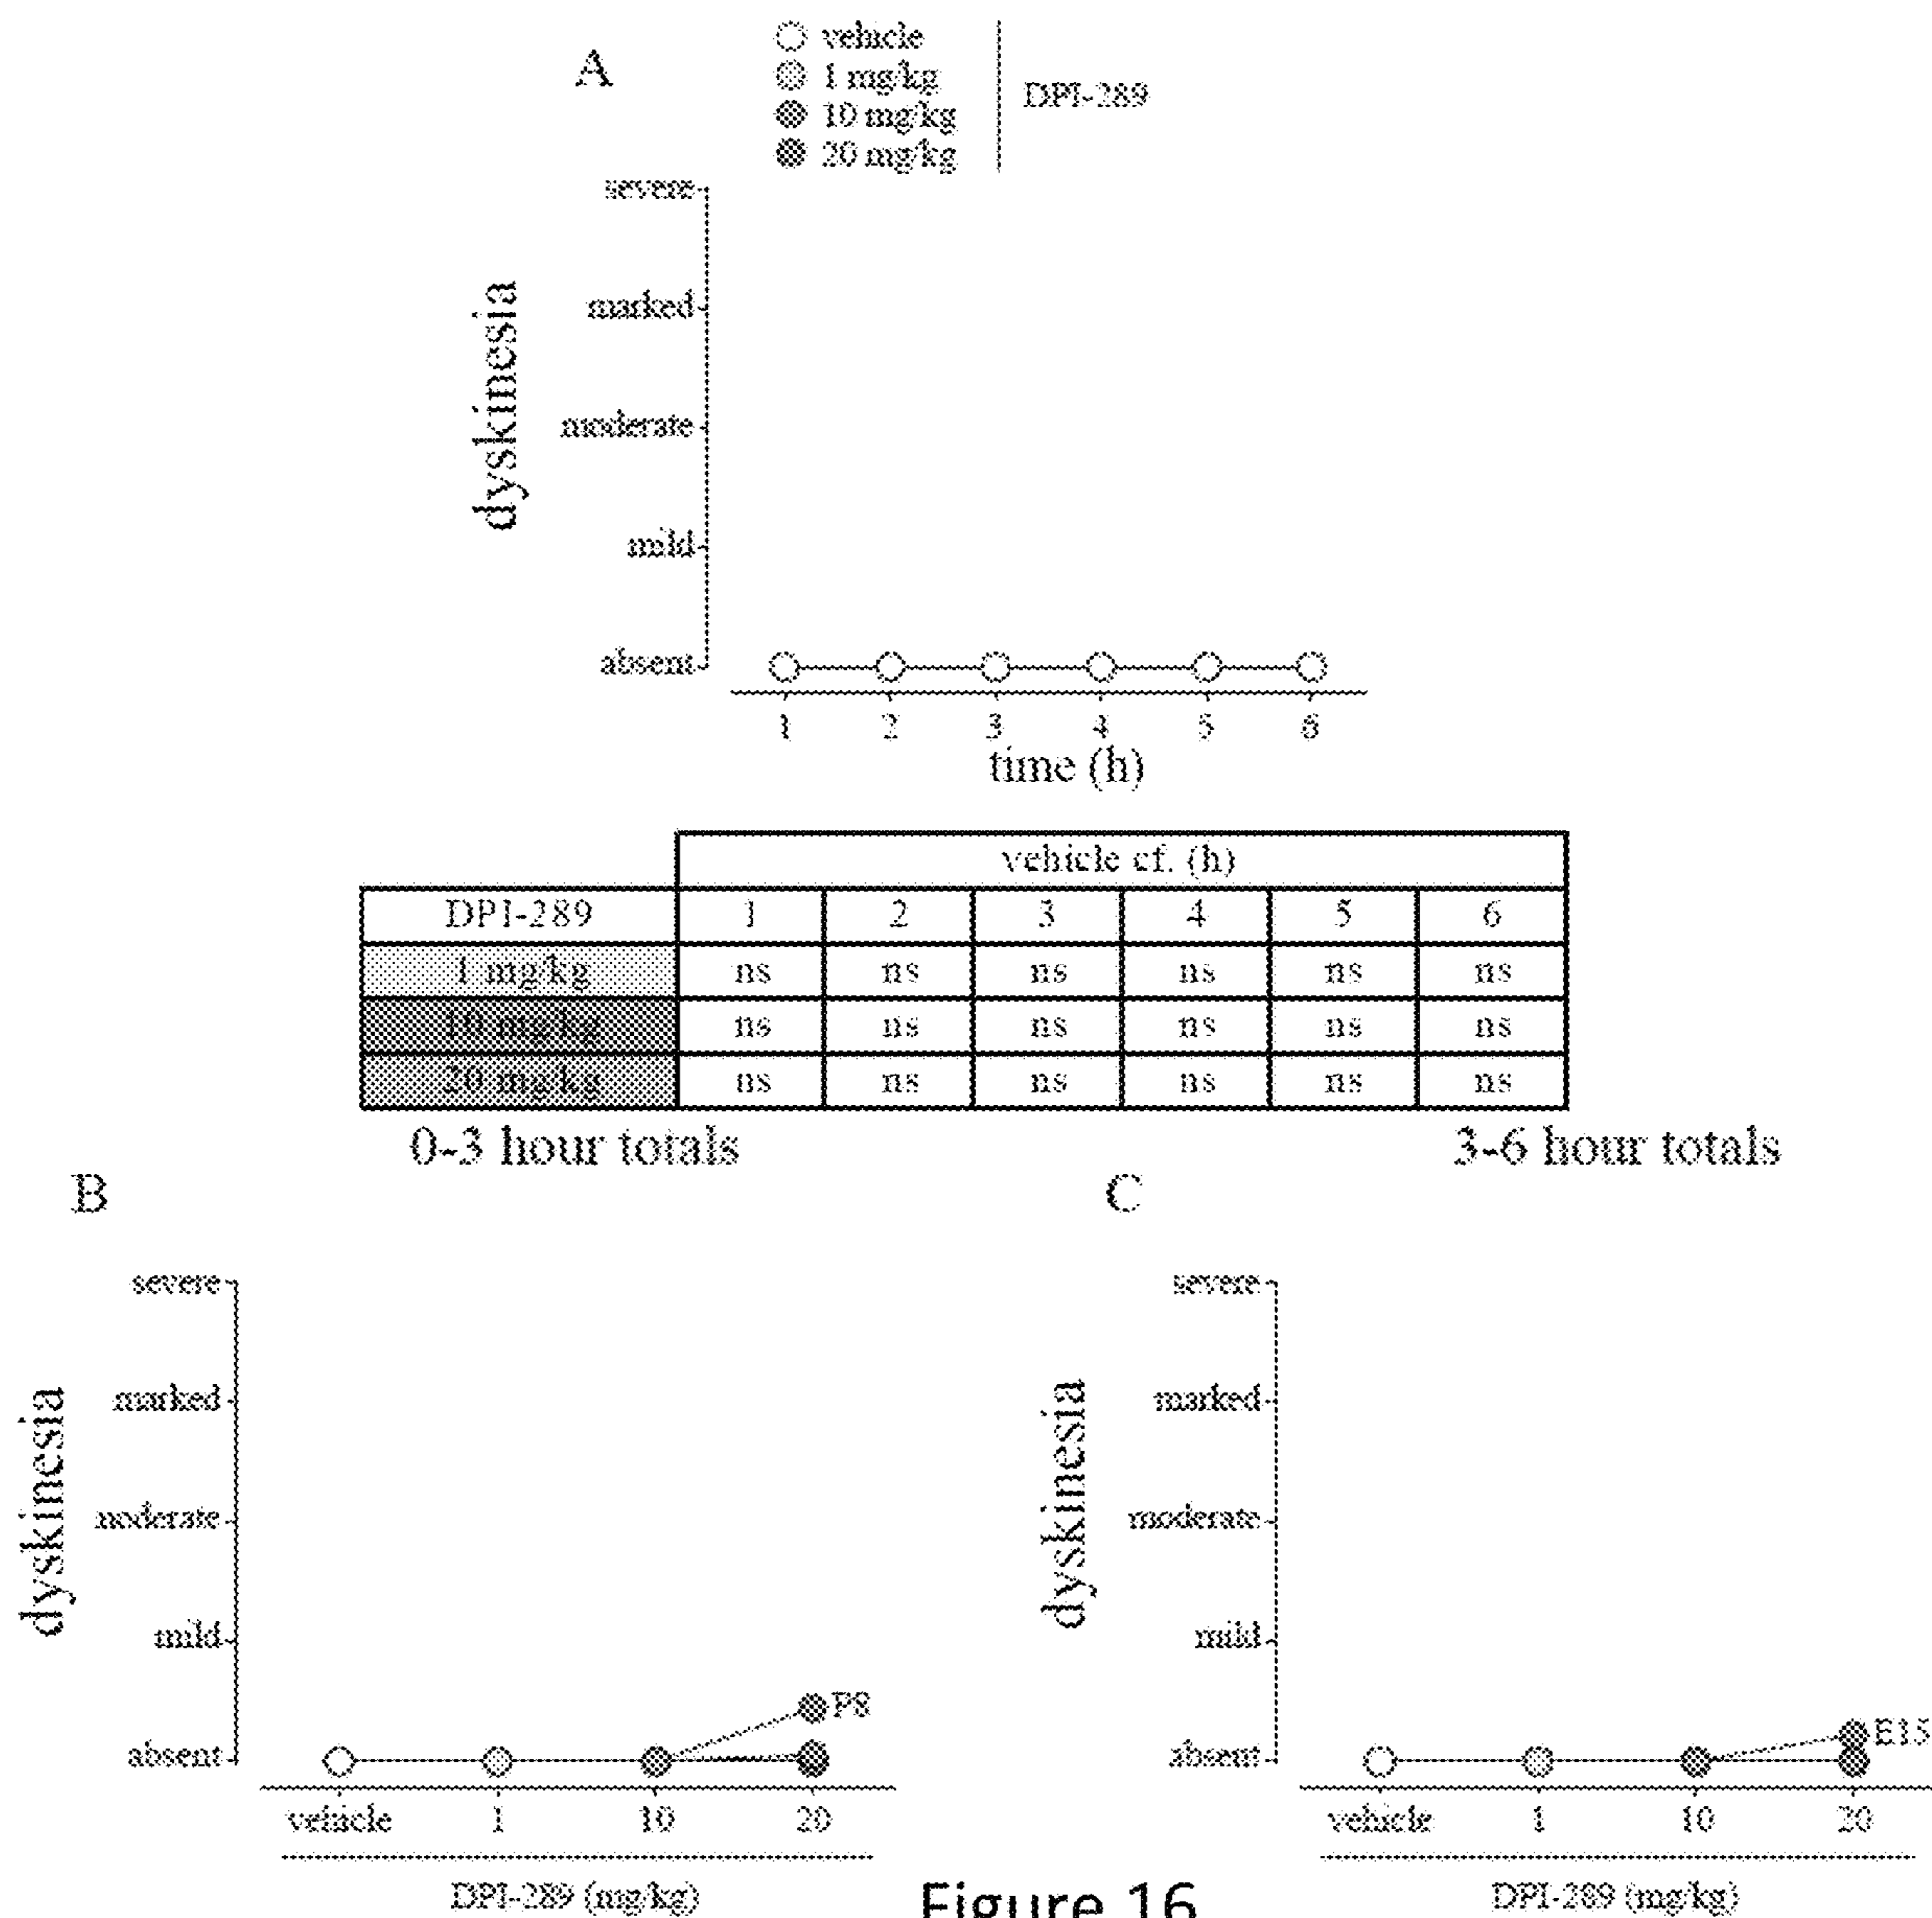 A
vehicle
1 mg/kg
10 mg/kg
20 mg/kg
DPI-289
severe
marked
moderate
mild
absent
dyskinesia
1 2 3 4 5 6
time (h)
vehicle cf. (h)
DPI-289 1 2 3 4 5 6
1 mg/kg ns ns ns ns ns ns
10 mg/kg ns ns ns ns ns ns
20 mg/kg ns ns ns ns ns ns
0-3 hour totals
3-6 hour totals
B
severe
marked
moderate
mild
absent
dyskinesia
P8
vehicle 1 10 20
DPI-289 (mg/kg)
C
severe
marked
moderate
mild
absent
dyskinesia
E15
vehicle 1 10 20
DPI-289 (mg/kg)
Figure 16